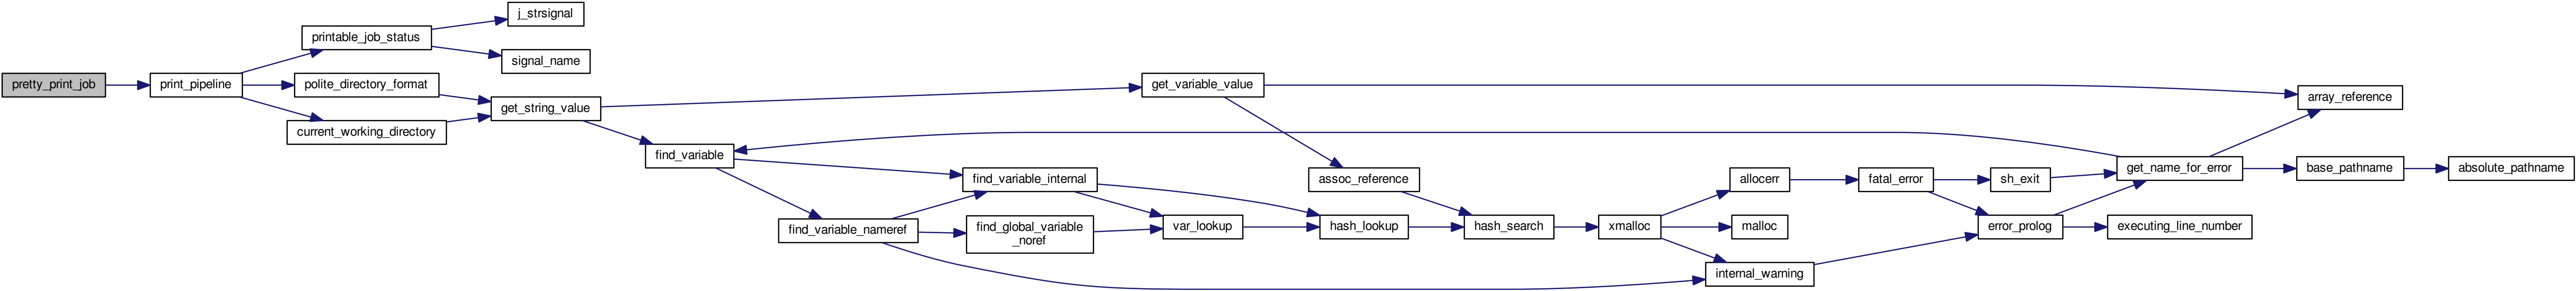 pretty_print_job
print_pipeline
printable_job_status
j_strsignal
signal_name
polite_directory_format
current_working_directory
get_string_value
get_variable_value
find_variable
find_variable_internal
find_variable_nameref
find_global_variable
_noref
var_lookup
assoc_reference
hash_lookup
hash_search
xmalloc
allocerr
malloc
internal_warning
fatal_error
sh_exit
error_prolog
get_name_for_error
executing_line_number
array_reference
base_pathname
absolute_pathname